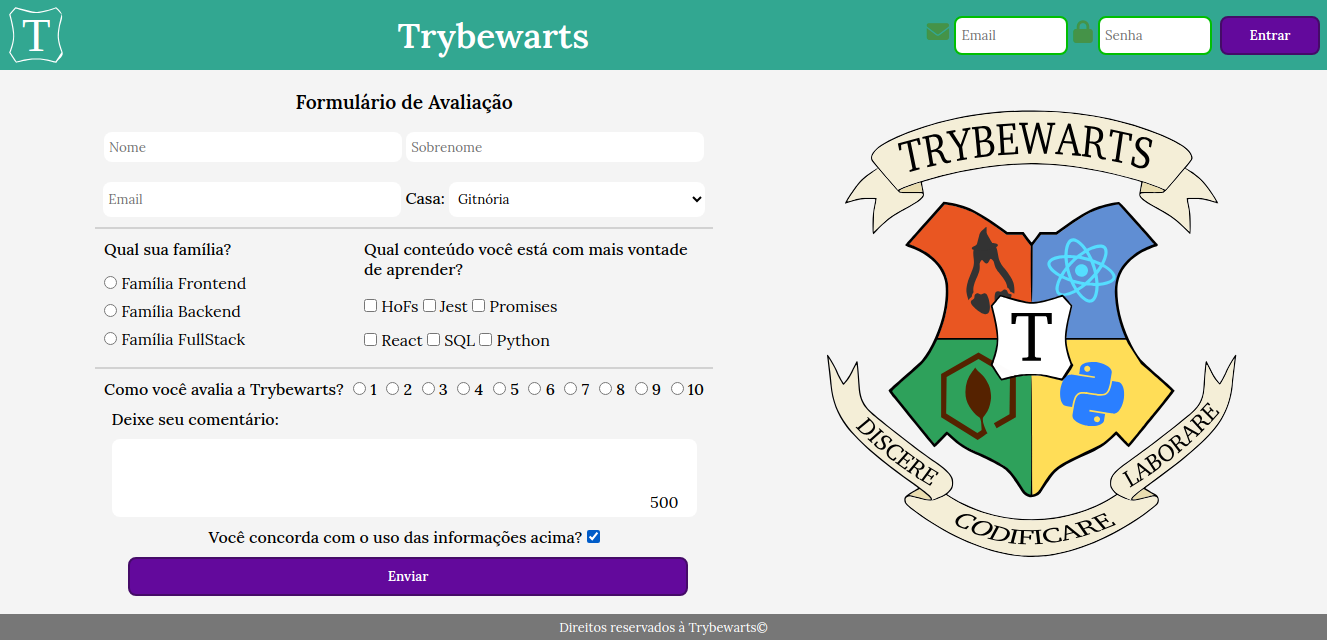 T
Trybewarts
Email
Senha
Entrar
Formulário de Avaliação
Nome
Sobrenome
Email
Casa:
Gitnória
Qual sua família?
Família Frontend
Família Backend
Família FullStack
Qual conteúdo você está com mais vontade
de aprender?
HoFs Jest Promises
React SQL Python
Como você avalia a Trybewarts? 1 2 3 4 5 6 7 8 9 10
Deixe seu comentário:
500
Você concorda com o uso das informações acima?
Enviar
TRYBEWARTS
T
DISCERE
CODIFICARE
LABORARE
Direitos reservados à Trybewarts©